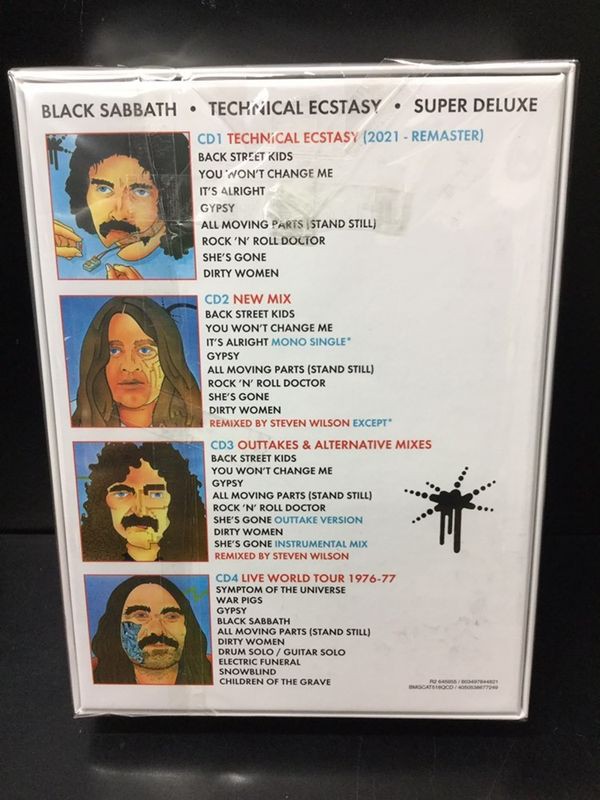 BLACK SABBATH • TECHNICAL ECSTASY • SUPER DELUXE
CD1 TECHNICAL ECSTASY (2021 - REMASTER)
BACK STREET KIDS
YOU WON'T CHANGE ME
IT'S ALRIGHT
GYPSY
ALL MOVING PARTS (STAND STILL)
ROCK 'N' ROLL DOCTOR
SHE'S GONE
DIRTY WOMEN
CD2 NEW MIX
BACK STREET KIDS
YOU WON'T CHANGE ME
IT'S ALRIGHT MONO SINGLE*
GYPSY
ALL MOVING PARTS (STAND STILL)
ROCK 'N' ROLL DOCTOR
SHE'S GONE
DIRTY WOMEN
REMIXED BY STEVEN WILSON EXCEPT*
CD3 OUTTAKES & ALTERNATIVE MIXES
BACK STREET KIDS
YOU WON'T CHANGE ME
GYPSY
ALL MOVING PARTS (STAND STILL)
ROCK 'N' ROLL DOCTOR
SHE'S GONE OUTTAKE VERSION
DIRTY WOMEN
SHE'S GONE INSTRUMENTAL MIX
REMIXED BY STEVEN WILSON
CD4 LIVE WORLD TOUR 1976-77
SYMPTOM OF THE UNIVERSE
WAR PIGS
GYPSY
BLACK SABBATH
ALL MOVING PARTS (STAND STILL)
DIRTY WOMEN
DRUM SOLO / GUITAR SOLO
ELECTRIC FUNERAL
SNOWBLIND
CHILDREN OF THE GRAVE
R2 645955 / 603497844821
BMGCAT516QCD / 4050538677249